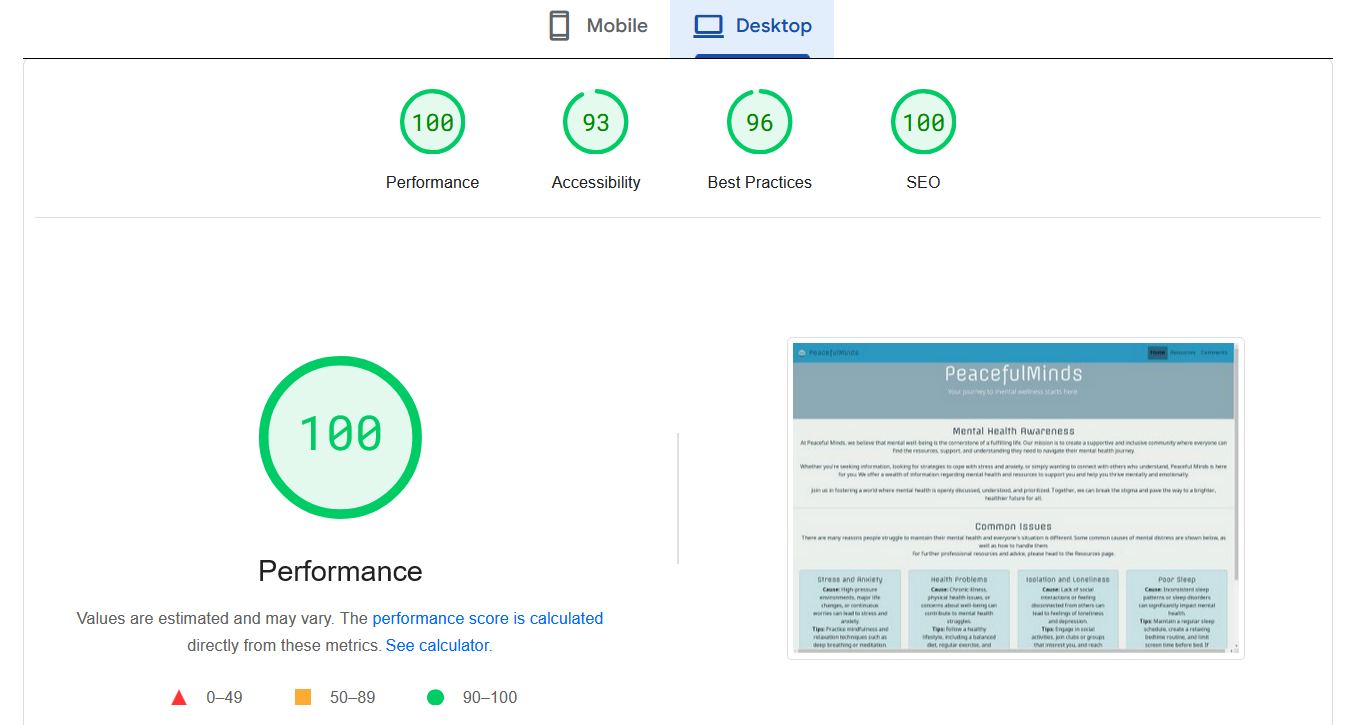 Mobile
Desktop
100
93
96
100
Performance
Accessibility
Best Practices
SEO
100
Performance
Values are estimated and may vary. The performance score is calculated
directly from these metrics. See calculator.
0–49
50–89
90–100
PeacefulMinds
Home Resources Comments
PeacefulMinds
Your journey to mental wellness starts here
Mental Health Awareness
At Peaceful Minds, we believe that mental well-being is the cornerstone of a fulfilling life. Our mission is to create a supportive and inclusive community where everyone can
find the resources, support, and understanding they need to navigate their mental health journey.
Whether you're seeking information, looking for strategies to cope with stress and anxiety, or simply wanting to connect with others who understand, Peaceful Minds is here
for you. We offer a wealth of information regarding mental health and resources to support you and help you thrive mentally and emotionally.
Join us in fostering a world where mental health is openly discussed, understood, and prioritized. Together, we can break the stigma and pave the way to a brighter,
healthier future for all.
Common Issues
There are many reasons people struggle to maintain their mental health and everyone's situation is different. Some common causes of mental distress are shown below, as
well as how to handle them.
For further professional resources and advice, please head to the Resources page.
Stress and Anxiety
Cause: High-pressure
environments, major life
changes, or continuous
worries can lead to stress and
anxiety.
Tips: Practice mindfulness and
relaxation techniques such as
deep breathing or meditation.
Health Problems
Cause: Chronic illness,
physical health issues, or
concerns about well-being can
contribute to mental health
struggles.
Tips: Follow a healthy
lifestyle, including a balanced
diet, regular exercise, and
Isolation and Loneliness
Cause: Lack of social
interactions or feeling
disconnected from others can
lead to feelings of loneliness
and depression.
Tips: Engage in social
activities, join clubs or groups
that interest you, and reach
Poor Sleep
Cause: Inconsistent sleep
patterns or sleep disorders
can significantly impact mental
health.
Tips: Maintain a regular sleep
schedule, create a relaxing
bedtime routine, and limit
screen time before bed. If